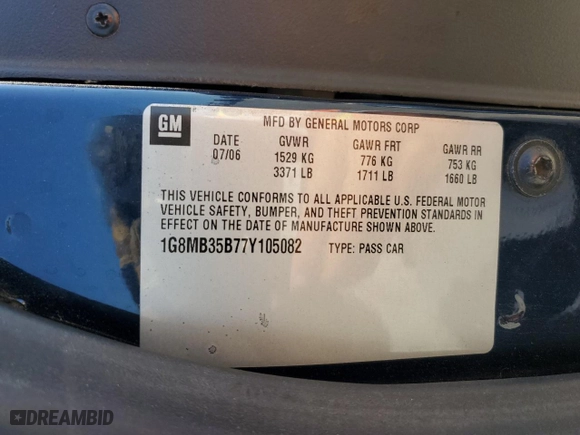 GM
MFD BY GENERAL MOTORS CORP
DATE GVWR GAWR FRT GAWR RR
07/06 1529 KG 776 KG 753 KG
3371 LB 1711 LB 1660 LB
THIS VEHICLE CONFORMS TO ALL APPLICABLE U.S. FEDERAL MOTOR
VEHICLE SAFETY, BUMPER, AND THEFT PREVENTION STANDARDS IN
EFFECT ON THE DATE OF MANUFACTURE SHOWN ABOVE.
1G8MB35B77Y105082 TYPE: PASS CAR
DREAMBID